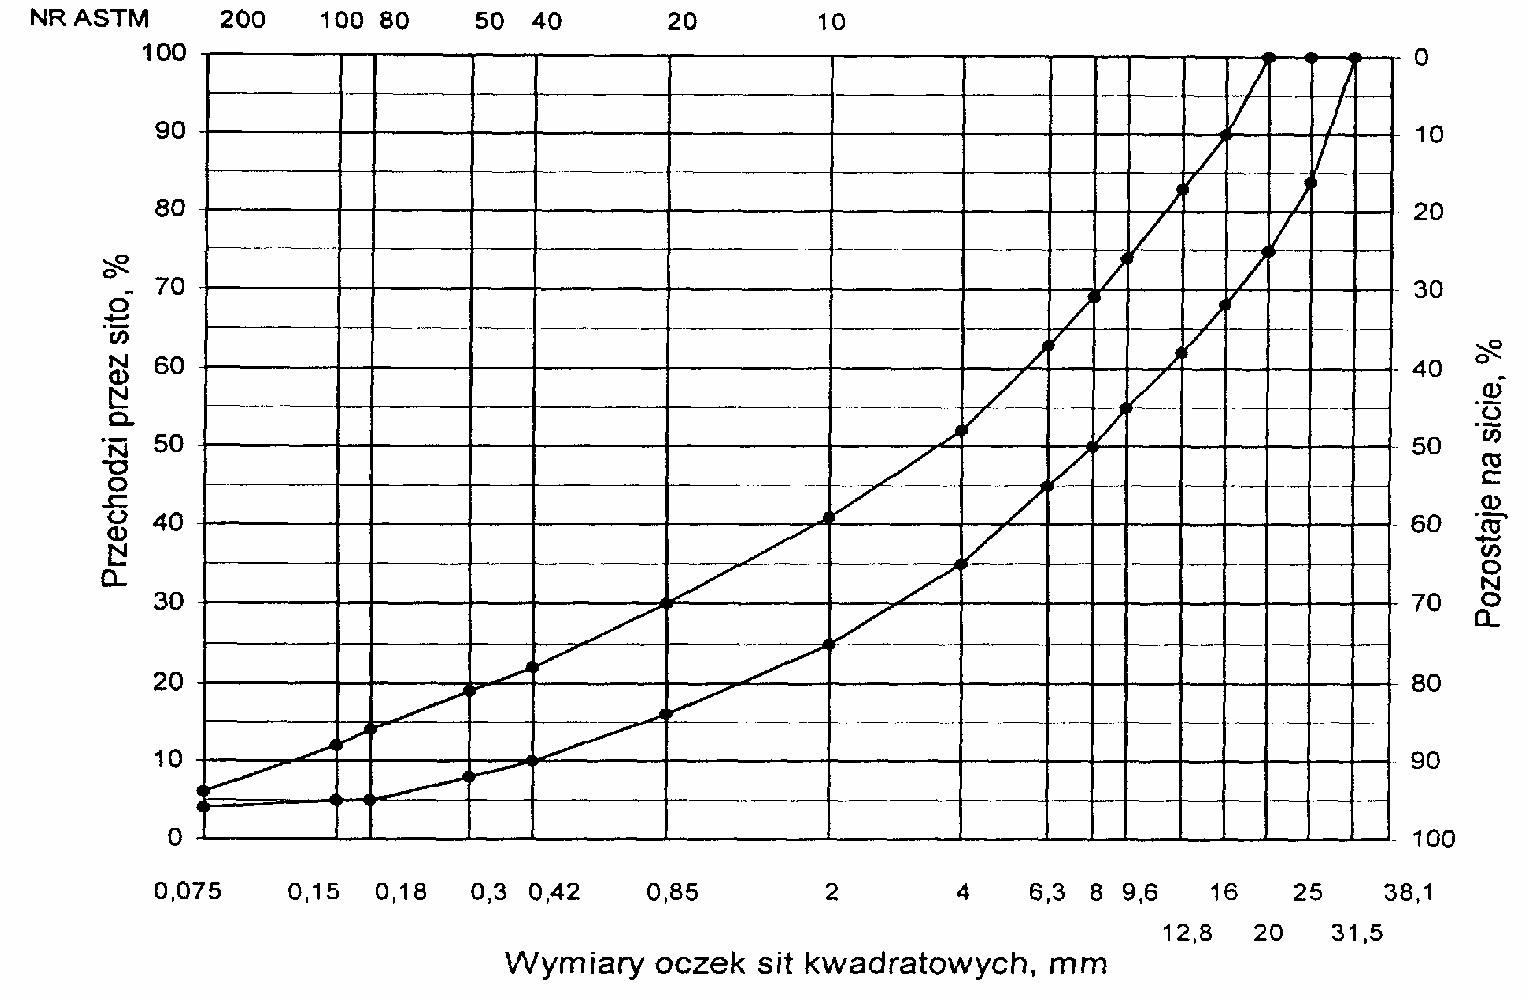 NR ASTM 200 100 80 50 40 20 10
100 0
90 10
80 20
70 30
60 40
50 50
40 60
30 70
20 80
10 90
0 100
Przechodzi przez sito, %
Pozostaje na sicie, %
0,075 0,15 0,18 0,3 0,42 0,85 2 4 6,3 8 9,6 16 25 38,1
12,8 20 31,5
Wymiary oczek sit kwadratowych, mm